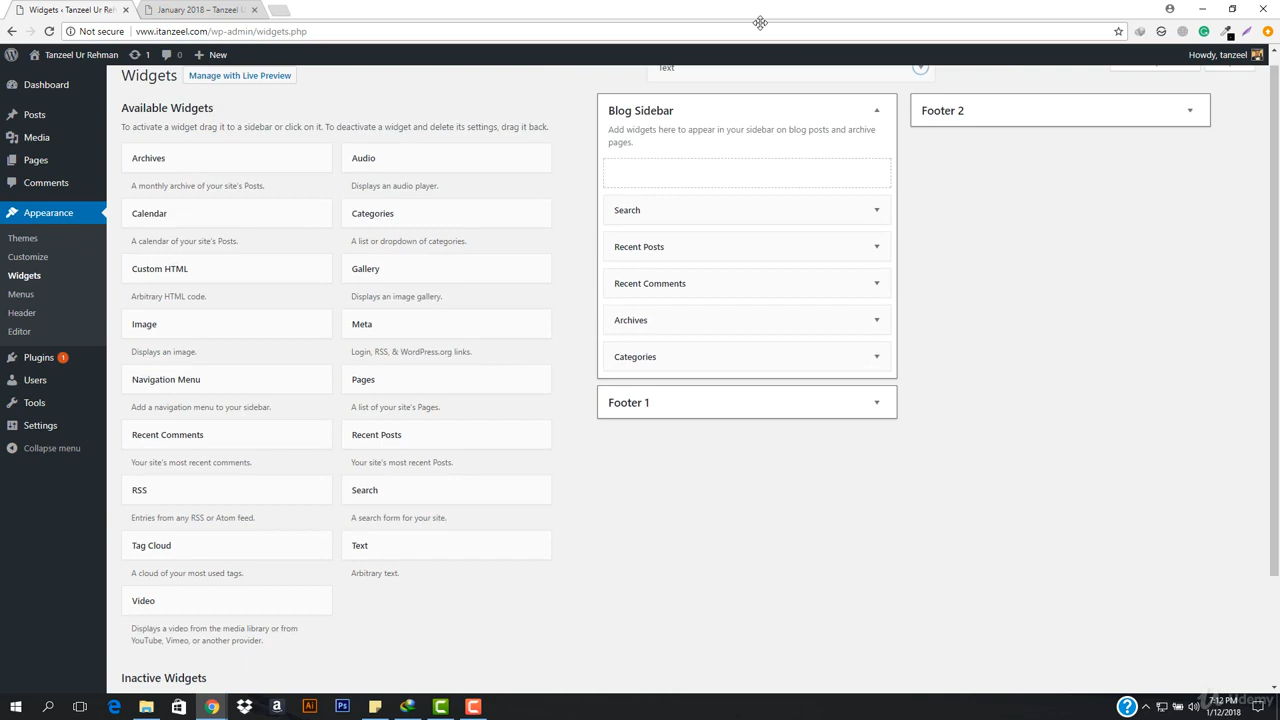 Widgets ‹ Tanzeel Ur Reh
January 2018 – Tanzeel U
Not secure
www.itanzeel.com/wp-admin/widgets.php
Tanzeel Ur Rehman
1
0
New
Howdy, tanzeel
Dashboard
Posts
Media
Pages
Comments
Appearance
Themes
Customize
Widgets
Menus
Header
Editor
Plugins 1
Users
Tools
Settings
Collapse menu
Widgets
Manage with Live Preview
Available Widgets
To activate a widget drag it to a sidebar or click on it. To deactivate a widget and delete its settings, drag it back.
Archives
A monthly archive of your site's Posts.
Audio
Displays an audio player.
Calendar
A calendar of your site's Posts.
Categories
A list or dropdown of categories.
Custom HTML
Arbitrary HTML code.
Gallery
Displays an image gallery.
Image
Displays an image.
Meta
Login, RSS, & WordPress.org links.
Navigation Menu
Add a navigation menu to your sidebar.
Pages
A list of your site's Pages.
Recent Comments
Your site's most recent comments.
Recent Posts
Your site's most recent Posts.
RSS
Entries from any RSS or Atom feed.
Search
A search form for your site.
Tag Cloud
A cloud of your most used tags.
Text
Arbitrary text.
Video
Displays a video from the media library or from
YouTube, Vimeo, or another provider.
Inactive Widgets
Text
Blog Sidebar
Add widgets here to appear in your sidebar on blog posts and archive
pages.
Search
Recent Posts
Recent Comments
Archives
Categories
Footer 1
Footer 2
7:12 PM
1/12/2018
Udemy